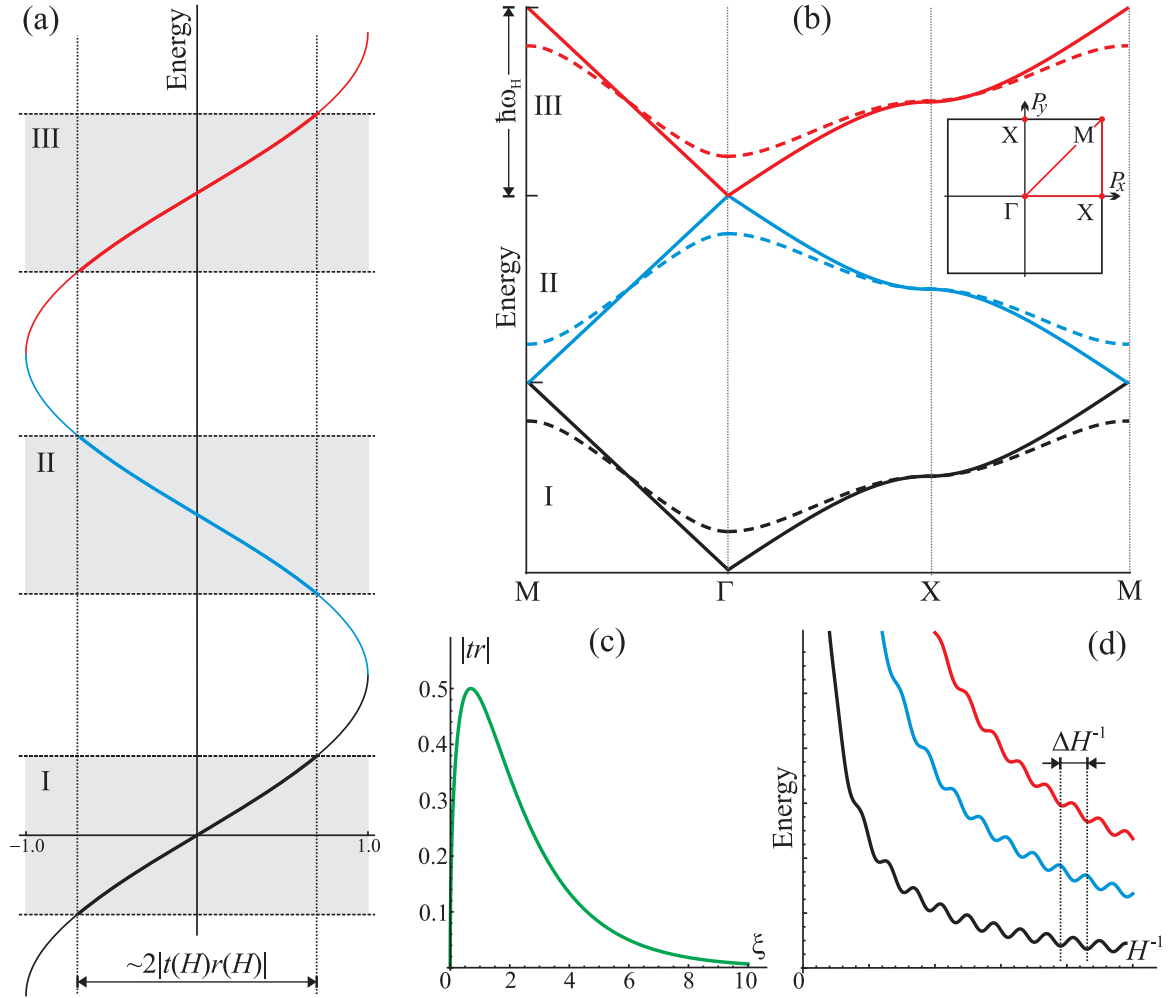 (a)
Energy
III
II
I
−1.0
1.0
~2|t(H)r(H)|
(b)
ħω_H
III
Energy
II
I
M
Γ
X
M
P_y
X
M
P_x
Γ
X
(c)
|tr|
0.5
0.4
0.3
0.2
0.1
0
2
4
6
8
10
ξ
(d)
Energy
ΔH⁻¹
0
H⁻¹